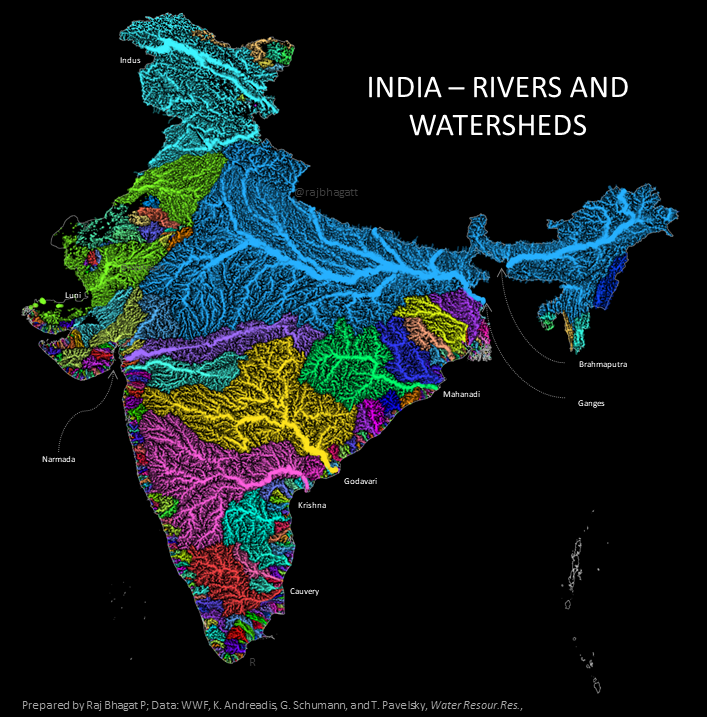 INDIA – RIVERS AND
WATERSHEDS
Indus
@rajbhagatt
Luni
Brahmaputra
Mahanadi
Ganges
Narmada
Godavari
Krishna
Cauvery
R
Prepared by Raj Bhagat P; Data: WWF, K. Andreadis, G. Schumann, and T. Pavelsky, Water Resour.Res.,